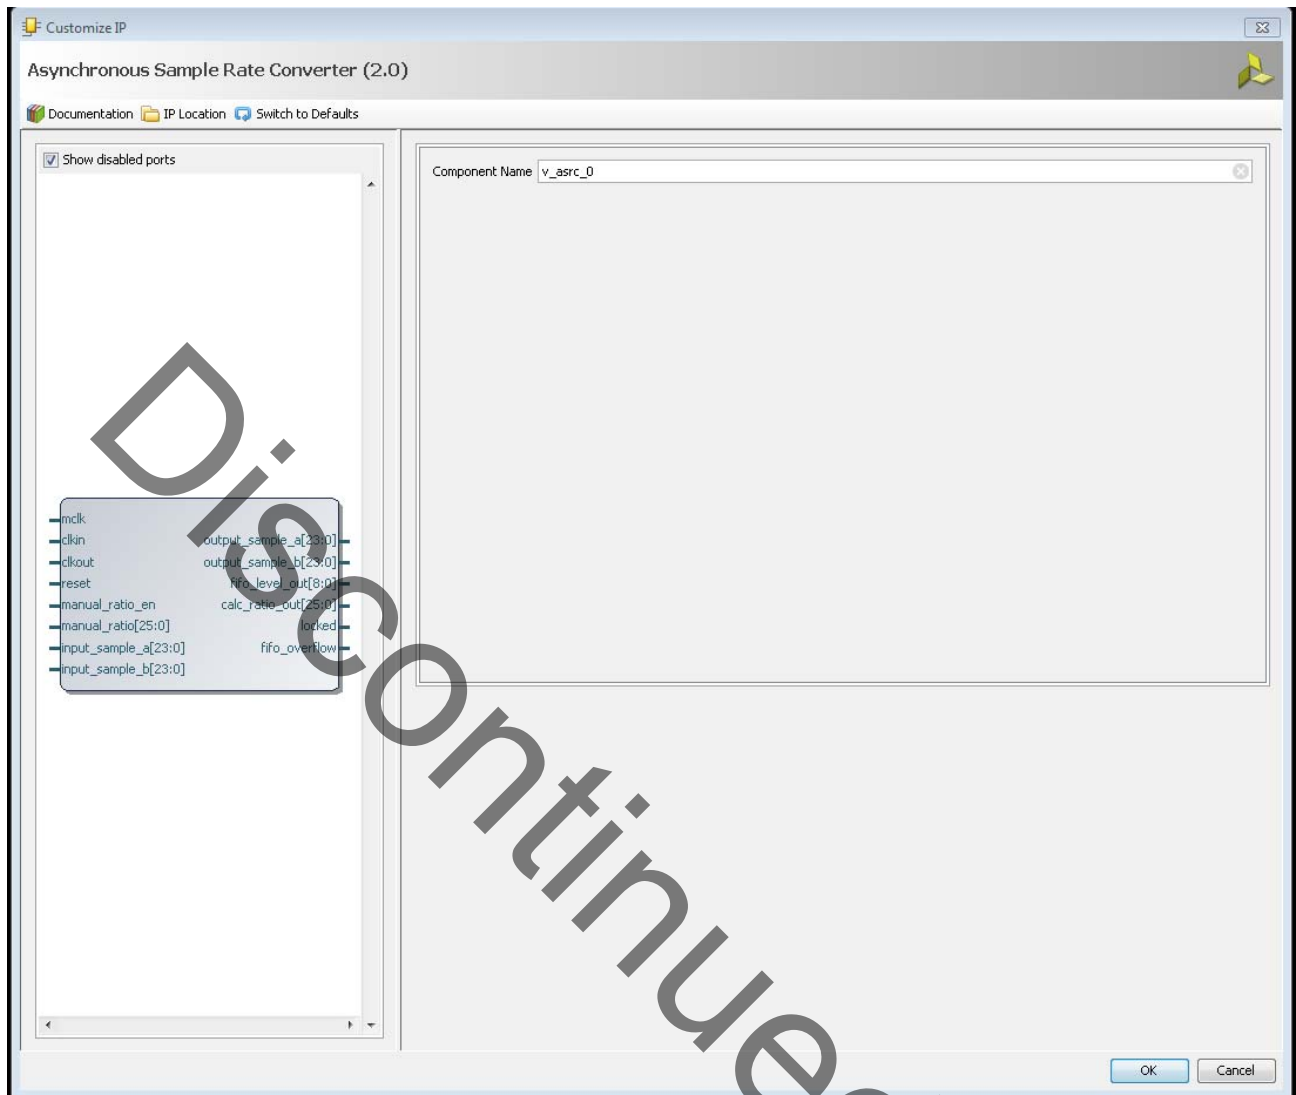 Customize IP
Asynchronous Sample Rate Converter (2.0)
Documentation IP Location Switch to Defaults
Show disabled ports
Component Name v_asrc_0
mclk
clkin output_sample_a[23:0]
clkout output_sample_b[23:0]
reset fifo_level_out[8:0]
manual_ratio_en calc_ratio_out[25:0]
manual_ratio[25:0] locked
input_sample_a[23:0] fifo_overflow
input_sample_b[23:0]
OK Cancel
Discontinue